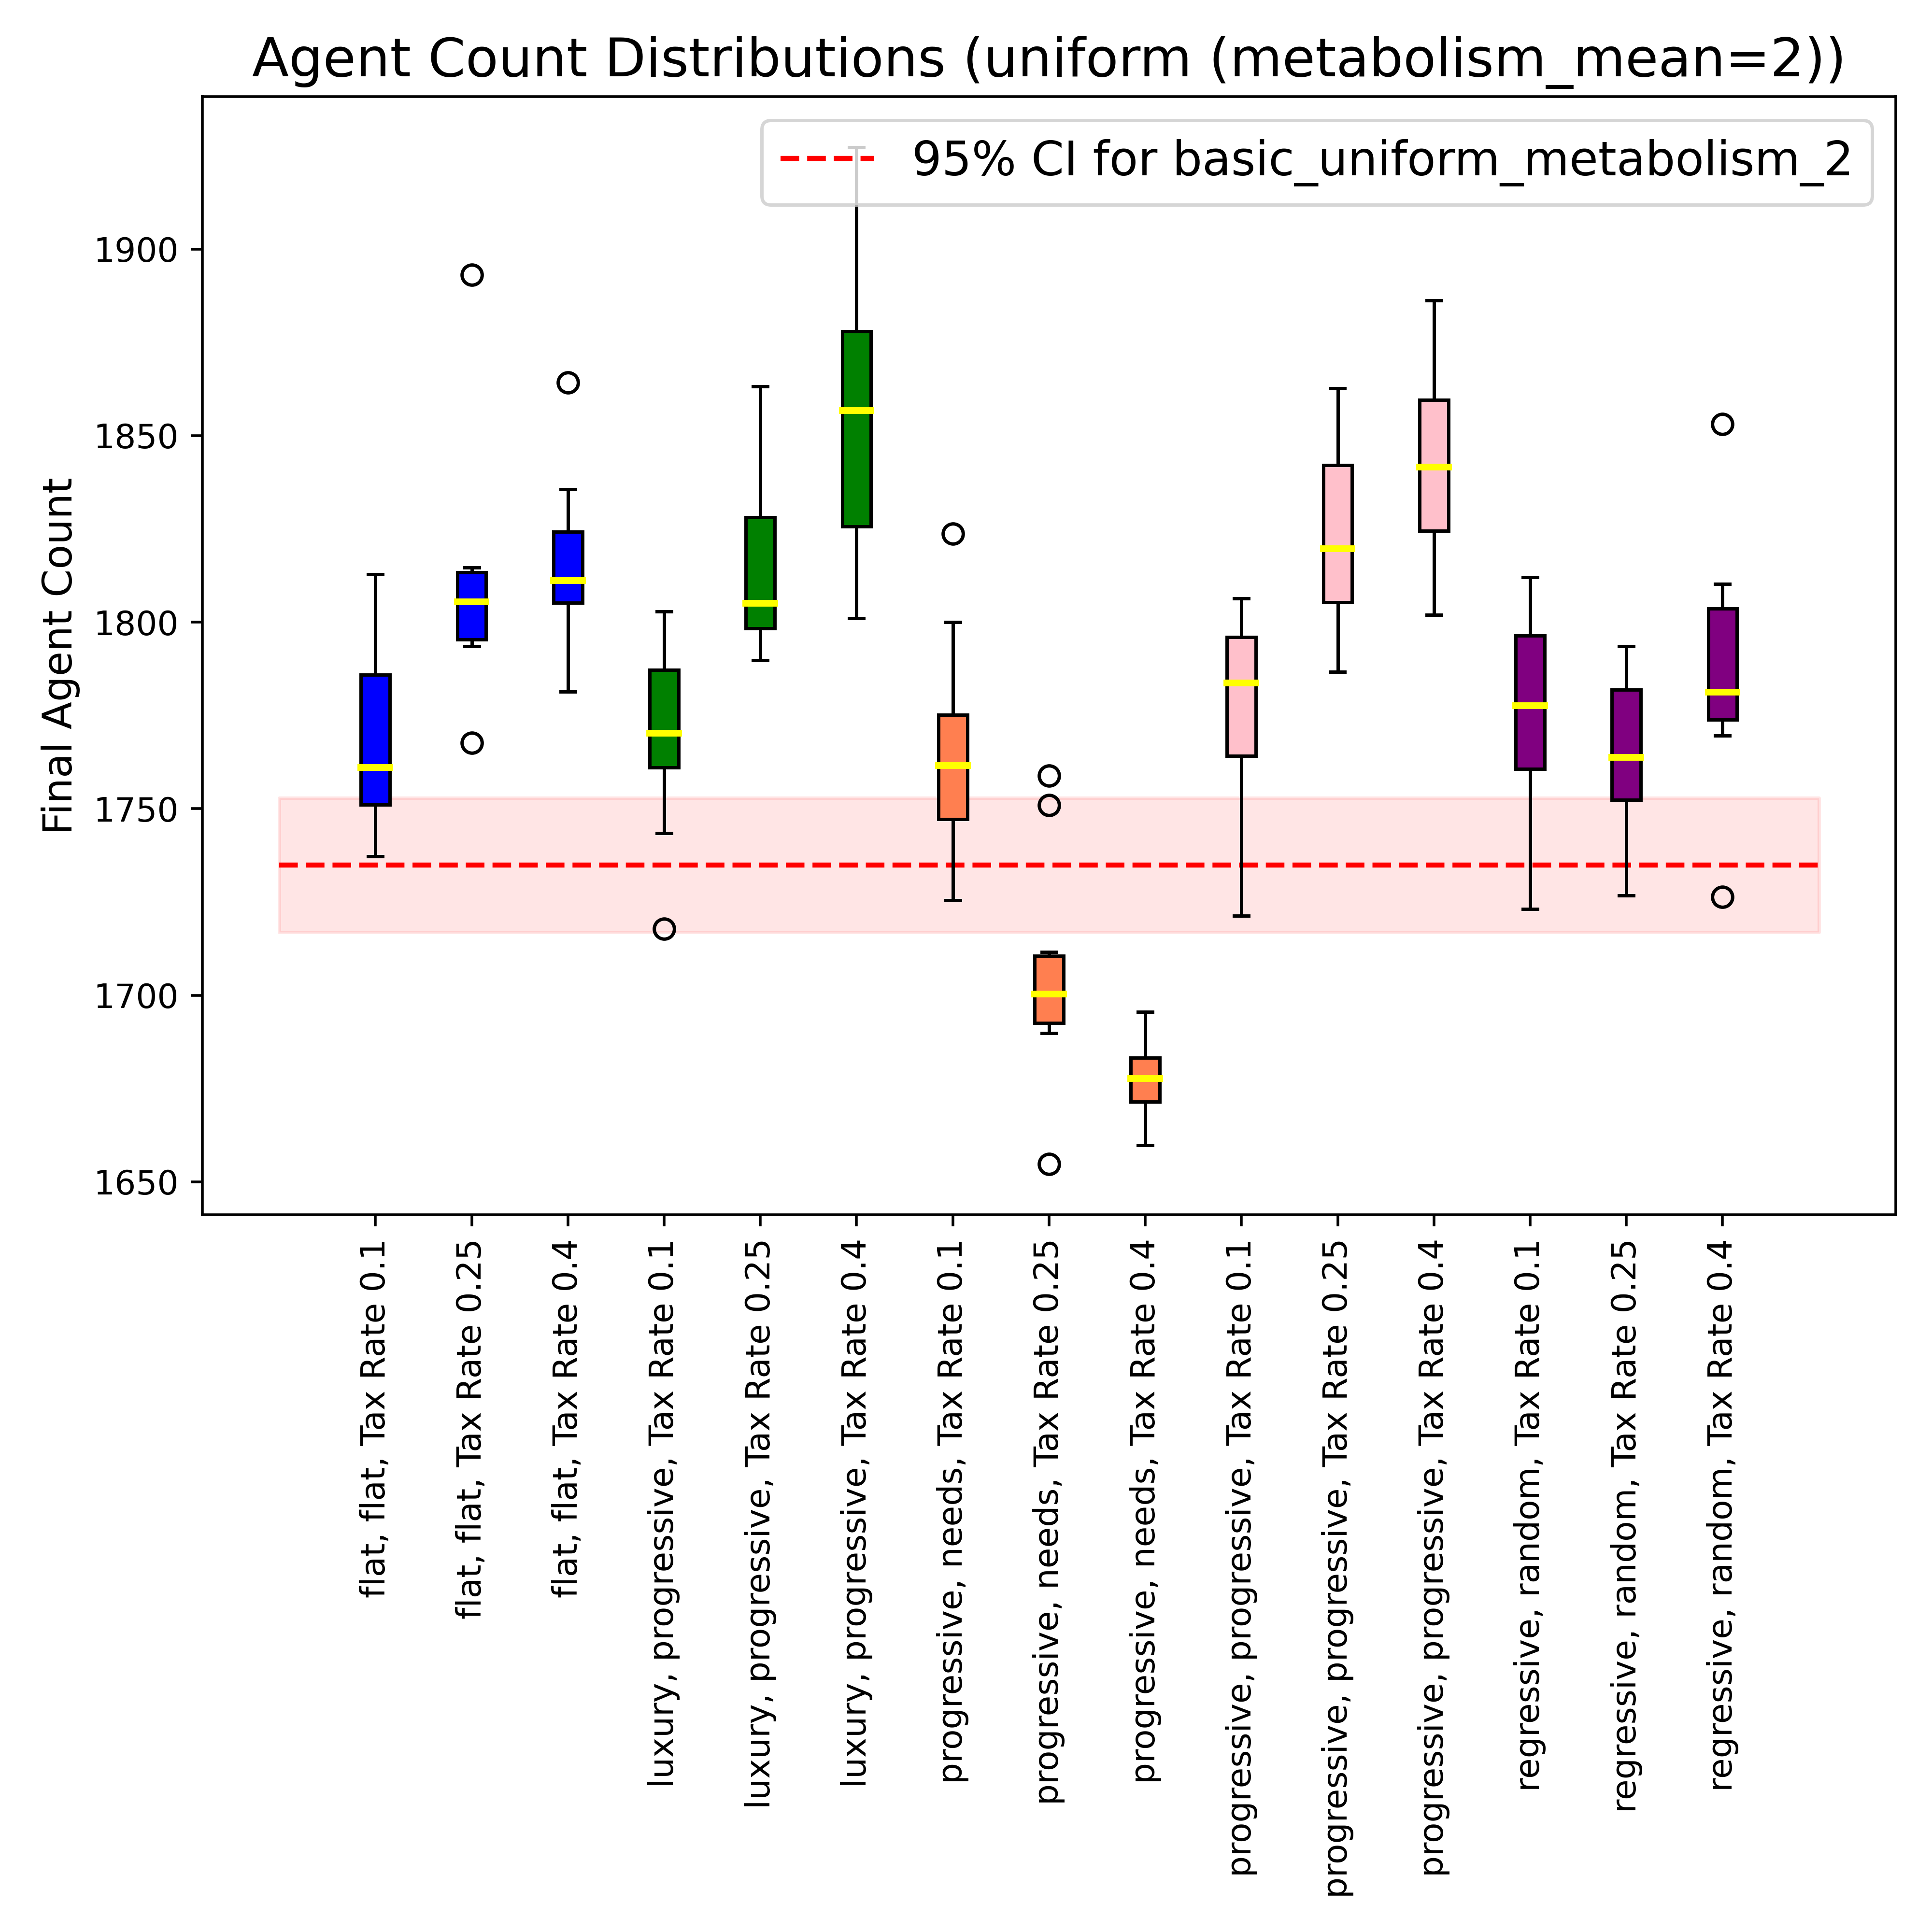 Agent Count Distributions (uniform (metabolism_mean=2))
95% CI for basic_uniform_metabolism_2
Final Agent Count
1900
1850
1800
1750
1700
1650
flat, flat, Tax Rate 0.1
flat, flat, Tax Rate 0.25
flat, flat, Tax Rate 0.4
luxury, progressive, Tax Rate 0.1
luxury, progressive, Tax Rate 0.25
luxury, progressive, Tax Rate 0.4
progressive, needs, Tax Rate 0.1
progressive, needs, Tax Rate 0.25
progressive, needs, Tax Rate 0.4
progressive, progressive, Tax Rate 0.1
progressive, progressive, Tax Rate 0.25
progressive, progressive, Tax Rate 0.4
regressive, random, Tax Rate 0.1
regressive, random, Tax Rate 0.25
regressive, random, Tax Rate 0.4